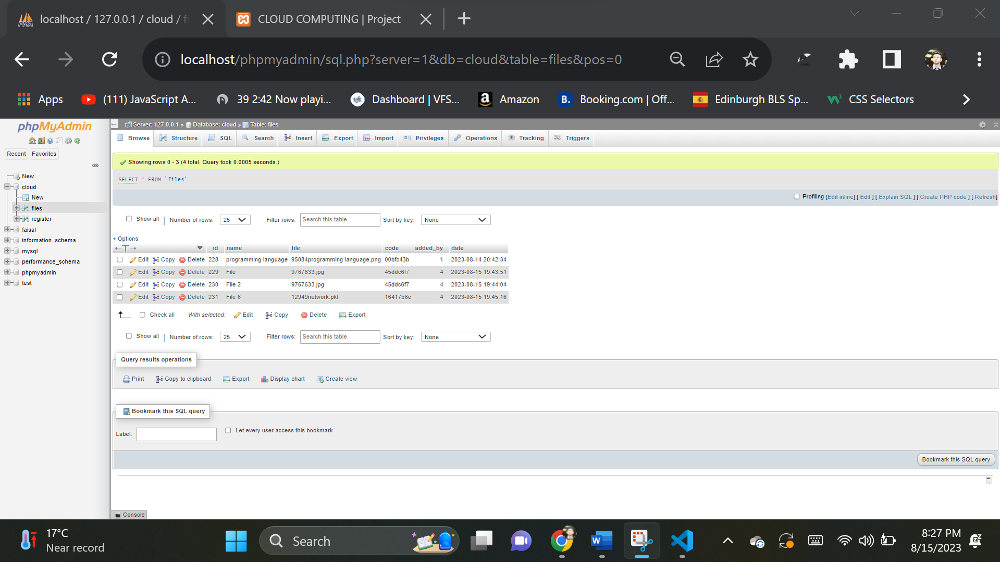 localhost / 127.0.0.1 / cloud / fi
CLOUD COMPUTING | Project
localhost/phpmyadmin/sql.php?server=1&db=cloud&table=files&pos=0
Apps
(111) JavaScript A...
39 2:42 Now playi...
Dashboard | VFS...
Amazon
Booking.com | Off...
Edinburgh BLS Sp...
CSS Selectors
phpMyAdmin
Recent Favorites
New
cloud
New
files
register
faisal
information_schema
mysql
performance_schema
phpmyadmin
test
Server: 127.0.0.1 » Database: cloud » Table: files
Browse Structure SQL Search Insert Export Import Privileges Operations Tracking Triggers
Showing rows 0 - 3 (4 total, Query took 0.0005 seconds.)
SELECT * FROM `files`
Profiling [Edit inline] [ Edit ] [ Explain SQL ] [ Create PHP code ] [ Refresh]
Show all | Number of rows: 25 Filter rows: Search this table Sort by key: None
+ Options
←T→ id name file code added_by date
Edit Copy Delete 228 programming language 95084programming language.png 00bfc43b 1 2023-08-14 20:42:34
Edit Copy Delete 229 File 9767633.jpg 45ddc6f7 4 2023-08-15 19:43:51
Edit Copy Delete 230 File 2 9767633.jpg 45ddc6f7 4 2023-08-15 19:44:04
Edit Copy Delete 231 File 6 12949network.pkt 16417b6e 4 2023-08-15 19:45:16
Check all With selected: Edit Copy Delete Export
Show all | Number of rows: 25 Filter rows: Search this table Sort by key: None
Query results operations
Print Copy to clipboard Export Display chart Create view
Bookmark this SQL query
Label: Let every user access this bookmark
Bookmark this SQL query
Console
17°C
Near record
Search
8:27 PM
8/15/2023